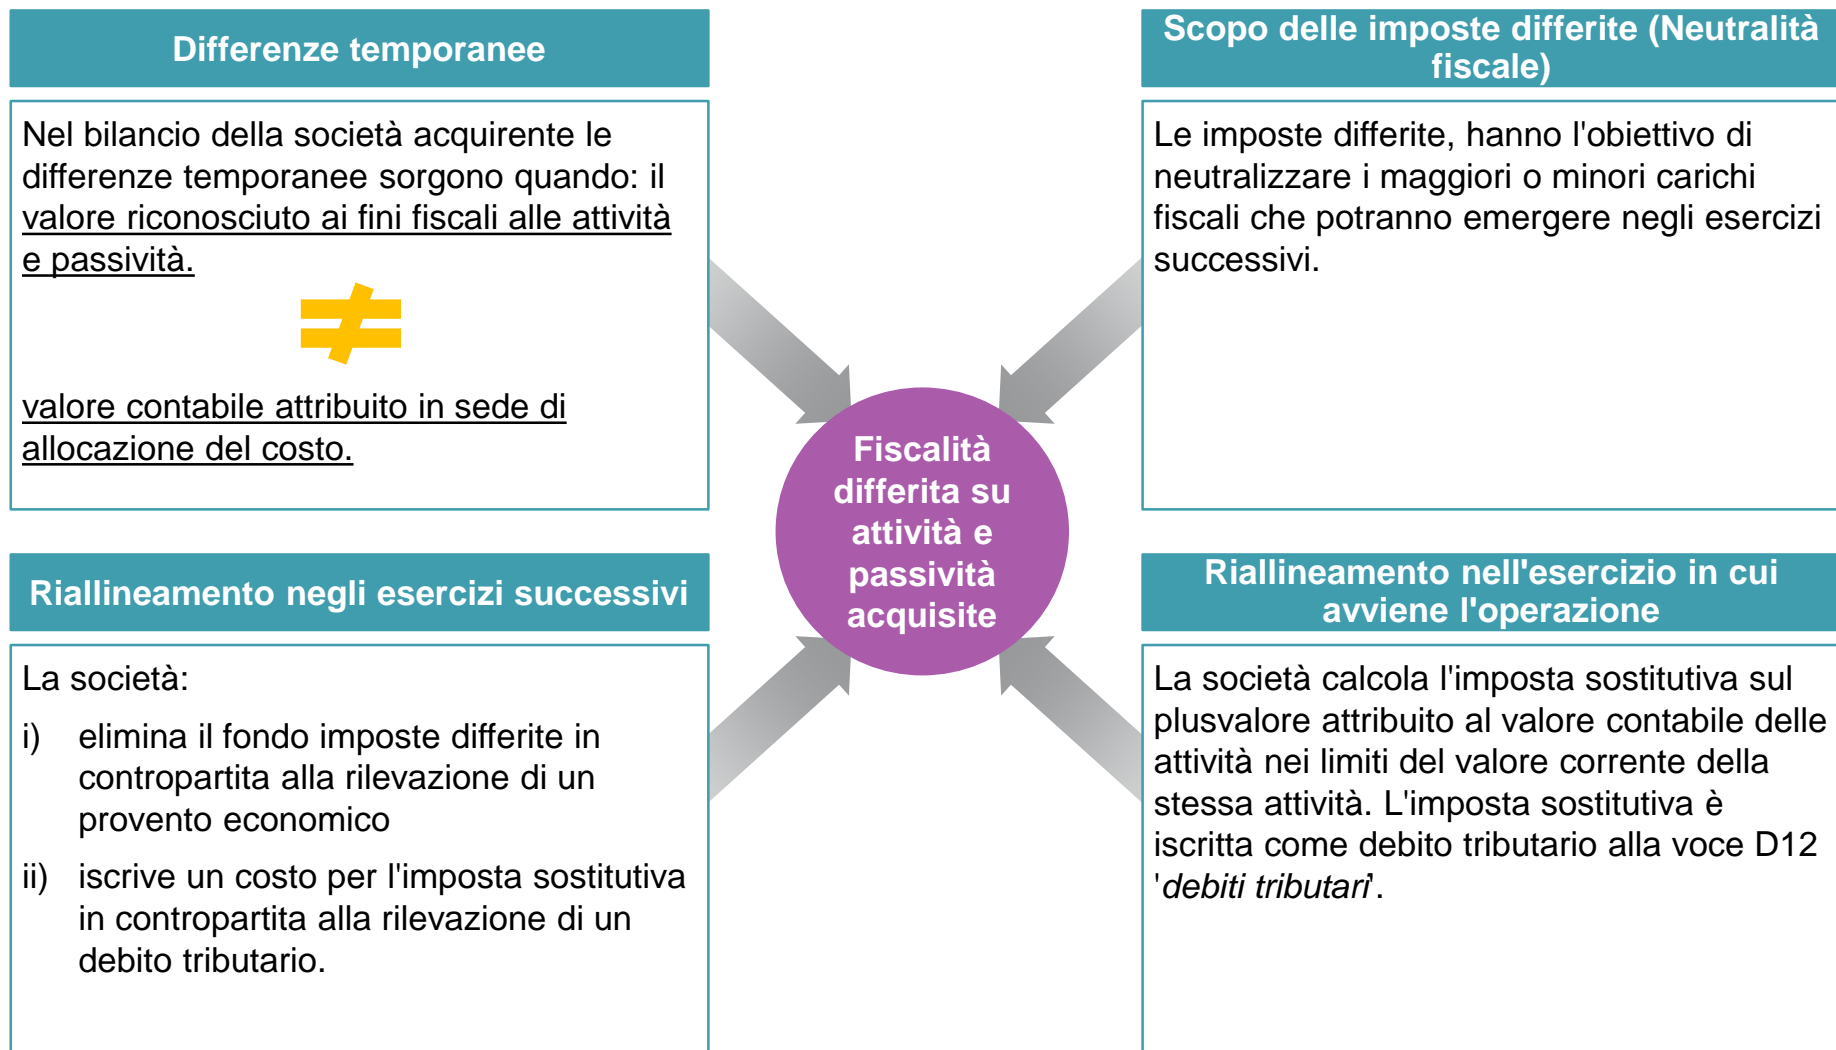 Differenze temporanee
Nel bilancio della società acquirente le
differenze temporanee sorgono quando: il
valore riconosciuto ai fini fiscali alle attività
e passività.
≠
valore contabile attribuito in sede di
allocazione del costo.
Scopo delle imposte differite (Neutralità
fiscale)
Le imposte differite, hanno l'obiettivo di
neutralizzare i maggiori o minori carichi
fiscali che potranno emergere negli esercizi
successivi.
Fiscalità
differita su
attività e
passività
acquisite
Riallineamento negli esercizi successivi
La società:
i) elimina il fondo imposte differite in
contropartita alla rilevazione di un
provento economico
ii) iscrive un costo per l'imposta sostitutiva
in contropartita alla rilevazione di un
debito tributario.
Riallineamento nell'esercizio in cui
avviene l'operazione
La società calcola l'imposta sostitutiva sul
plusvalore attribuito al valore contabile delle
attività nei limiti del valore corrente della
stessa attività. L'imposta sostitutiva è
iscritta come debito tributario alla voce D12
'debiti tributari'.